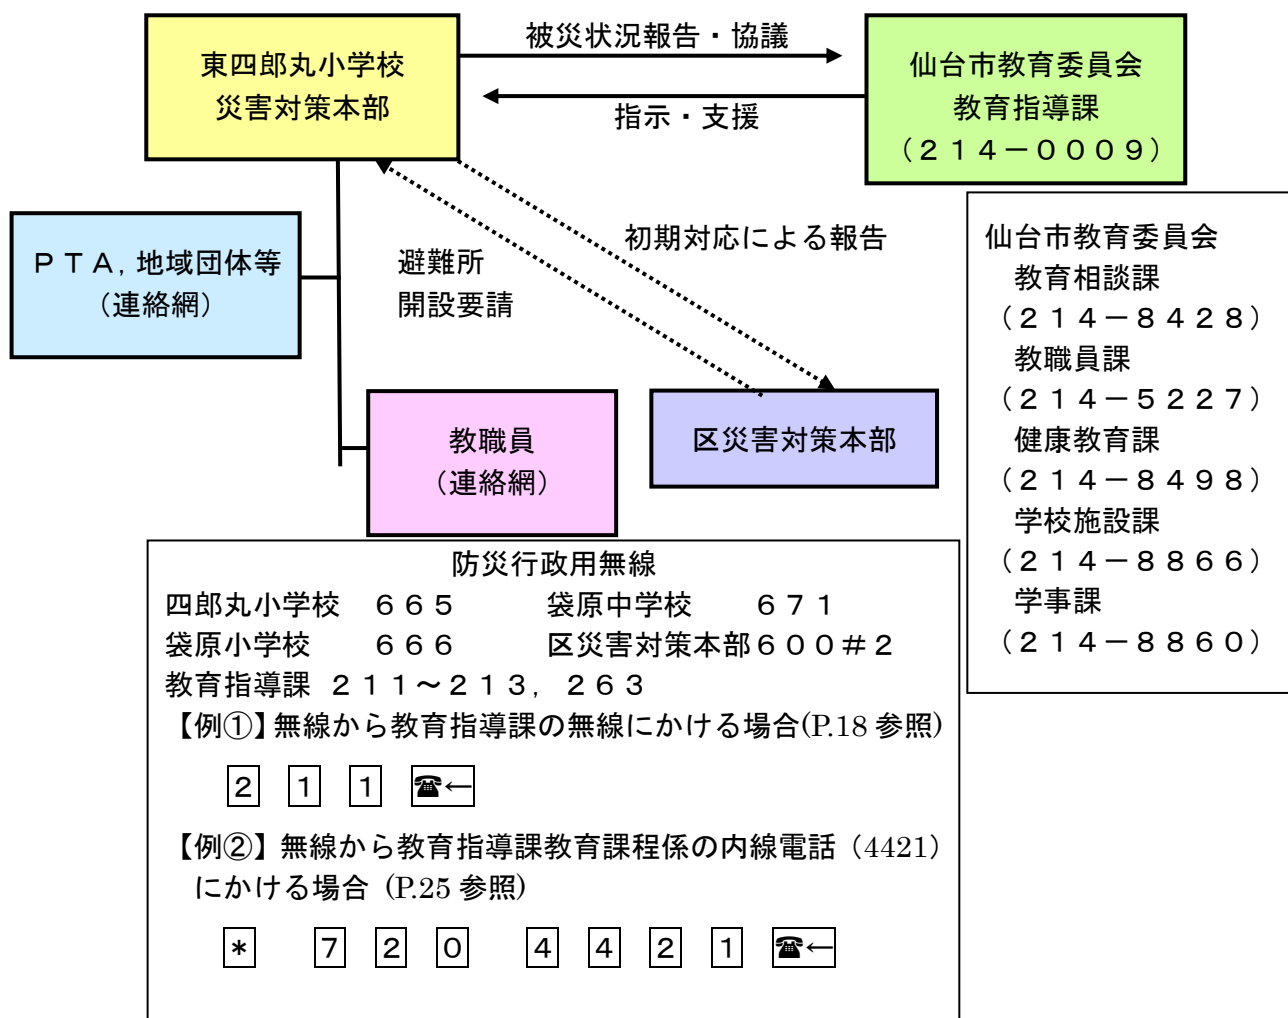 東四郎丸小学校
災害対策本部
被災状況報告・協議
指示・支援
仙台市教育委員会
教育指導課
（２１４－０００９）
ＰＴＡ，地域団体等
（連絡網）
避難所
開設要請
初期対応による報告
教職員
（連絡網）
区災害対策本部
仙台市教育委員会
教育相談課
（２１４－８４２８）
教職員課
（２１４－５２２７）
健康教育課
（２１４－８４９８）
学校施設課
（２１４－８８６６）
学事課
（２１４－８８６０）
防災行政用無線
四郎丸小学校　６６５　　袋原中学校　　６７１
袋原小学校　　６６６　　区災害対策本部６００＃２
教育指導課 ２１１～２１３，２６３
【例①】無線から教育指導課の無線にかける場合(P.18 参照)
２ １ １ ☎←
【例②】無線から教育指導課教育課程係の内線電話（4421）
にかける場合 (P.25 参照)
＊ ７ ２ ０ ４ ４ ２ １ ☎←